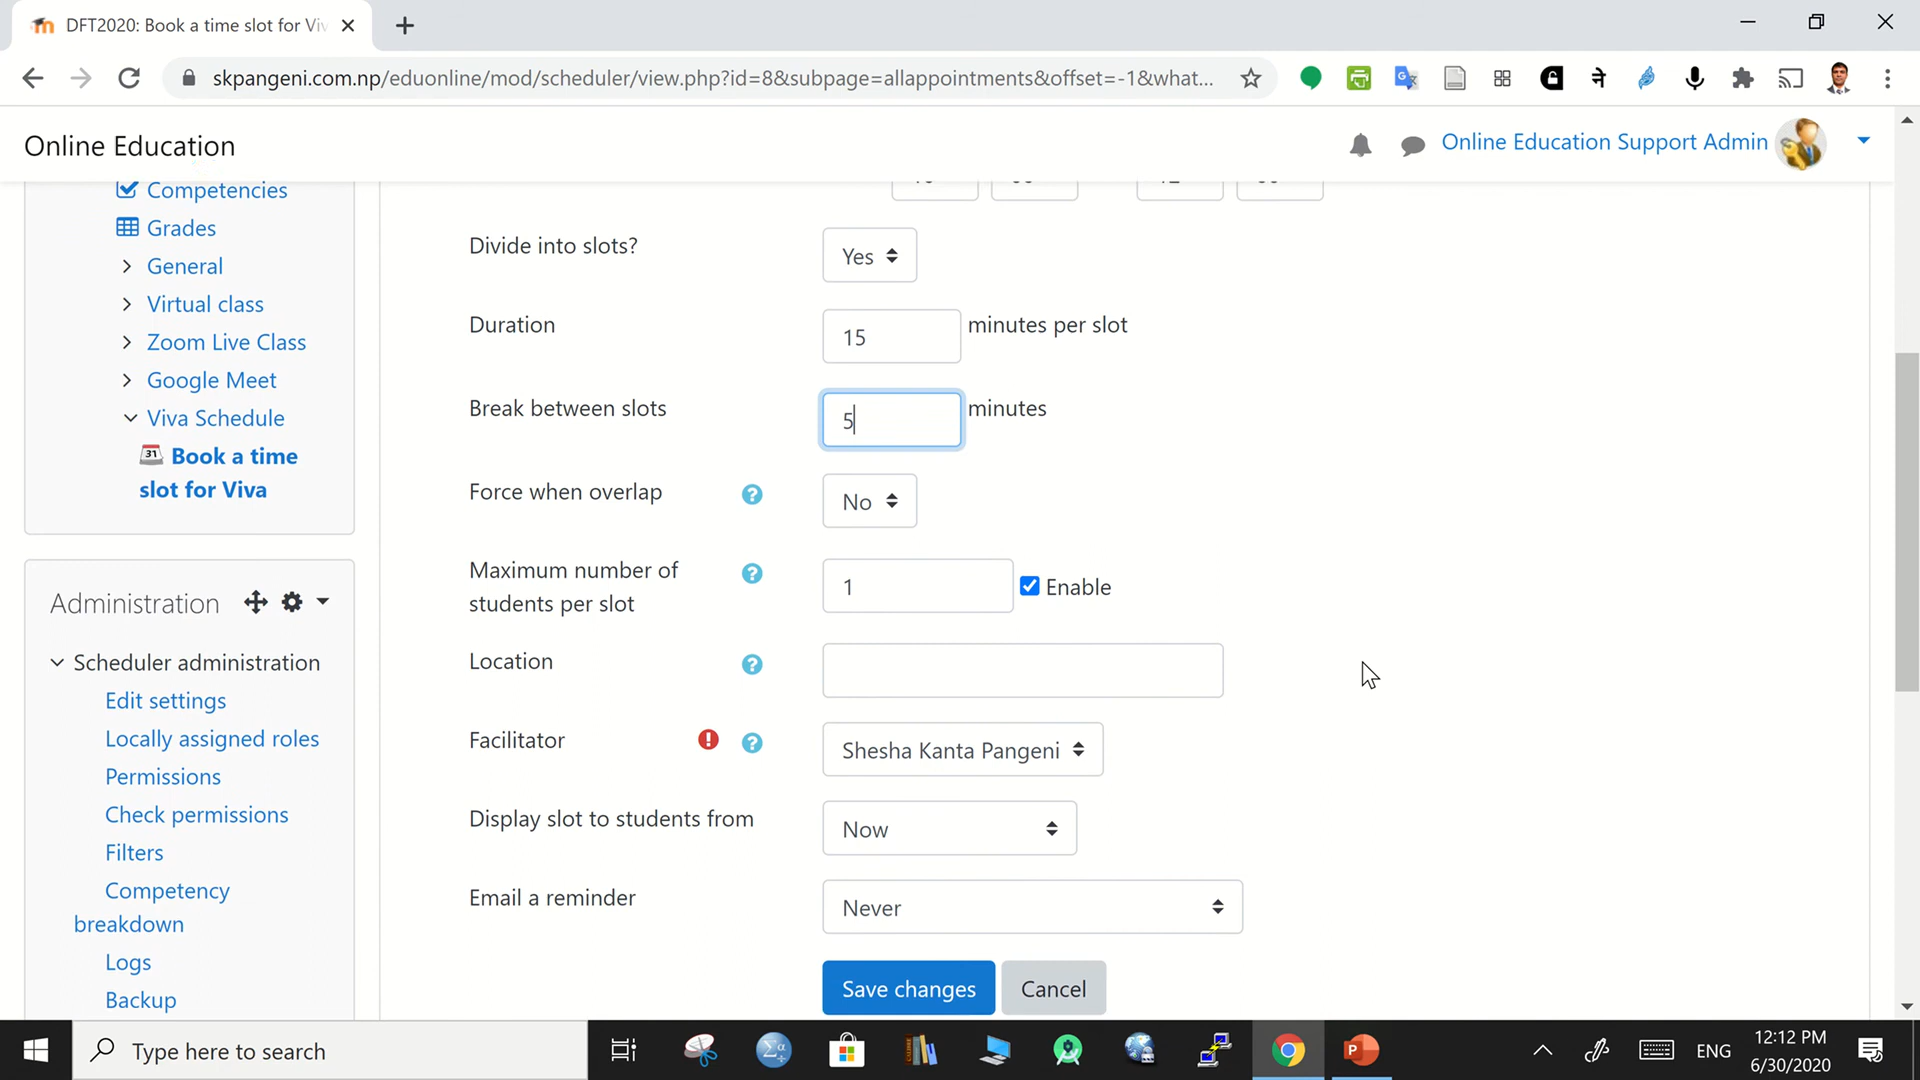 DFT2020: Book a time slot for Viv
skpangeni.com.np/eduonline/mod/scheduler/view.php?id=8&subpage=allappointments&offset=-1&what...
Online Education
Online Education Support Admin
Competencies
Grades
General
Virtual class
Zoom Live Class
Google Meet
Viva Schedule
31
Book a time
slot for Viva
Administration
Scheduler administration
Edit settings
Locally assigned roles
Permissions
Check permissions
Filters
Competency
breakdown
Logs
Backup
Divide into slots?
Yes
Duration
15
minutes per slot
Break between slots
5
minutes
Force when overlap
No
Maximum number of
students per slot
1
Enable
Location
Facilitator
Shesha Kanta Pangeni
Display slot to students from
Now
Email a reminder
Never
Save changes
Cancel
Type here to search
ENG
12:12 PM
6/30/2020